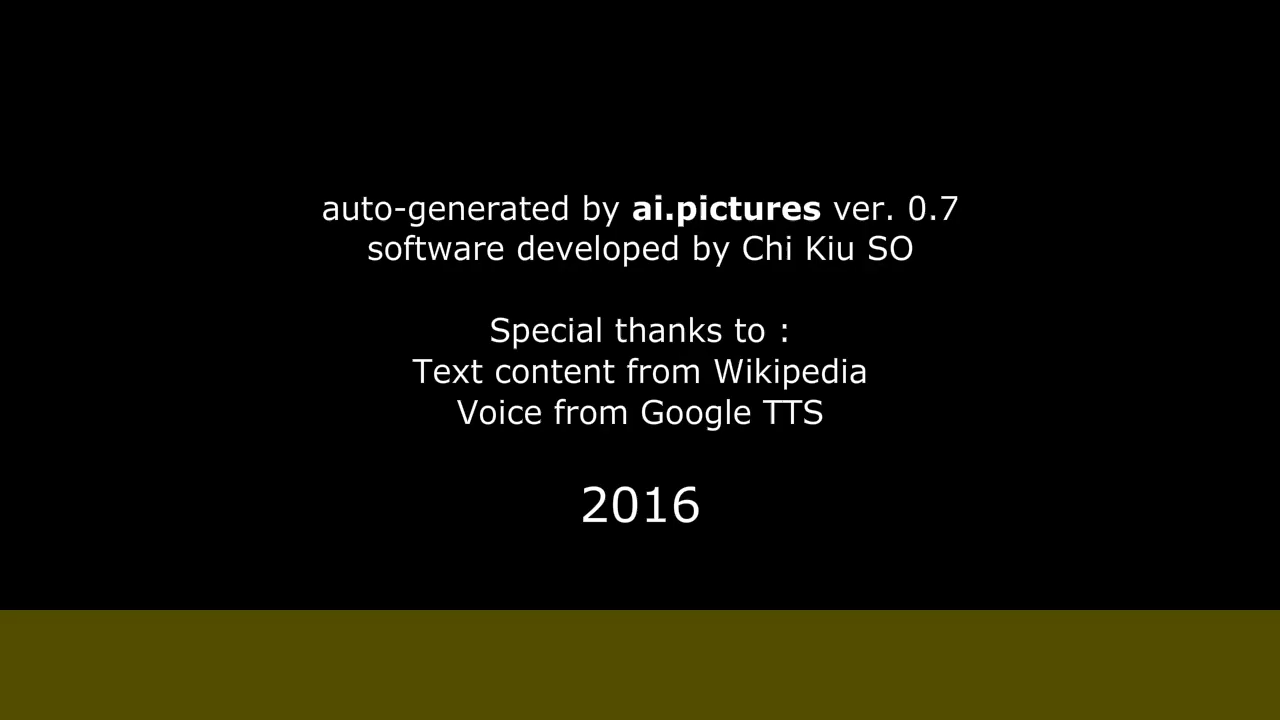 auto-generated by ai.pictures ver. 0.7
software developed by Chi Kiu SO
Special thanks to :
Text content from Wikipedia
Voice from Google TTS
2016